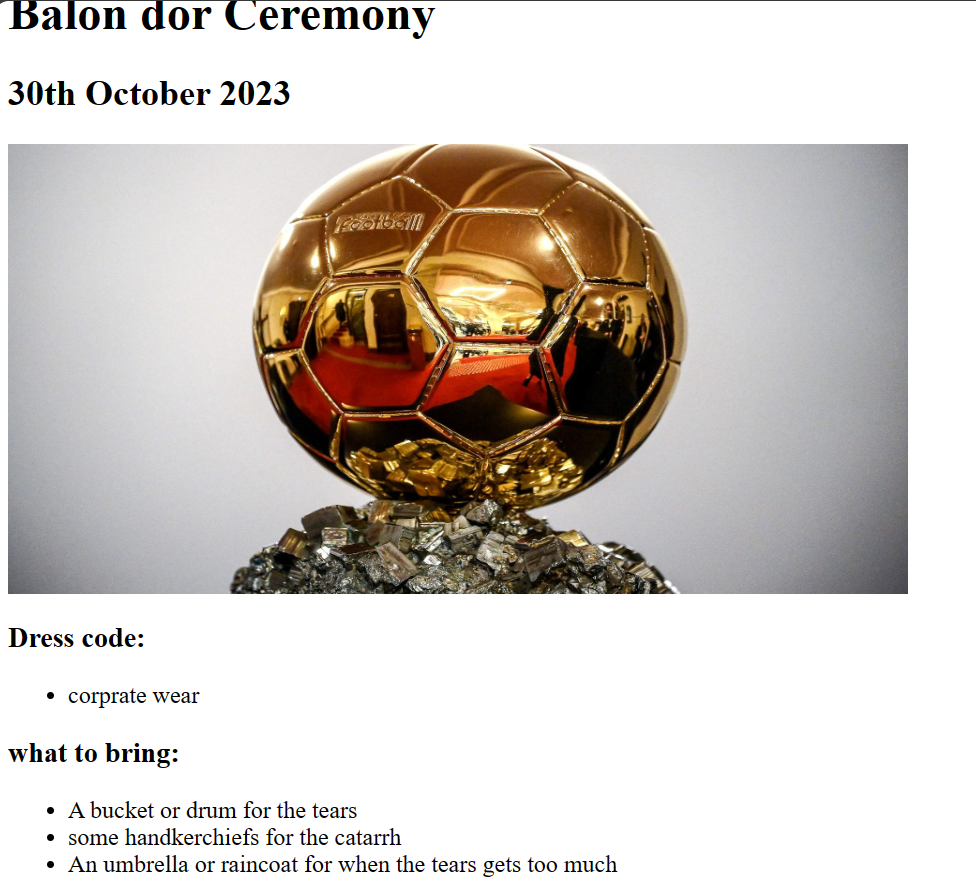 Balon dor Ceremony
30th October 2023
Football
Dress code:
corprate wear
what to bring:
A bucket or drum for the tears
some handkerchiefs for the catarrh
An umbrella or raincoat for when the tears gets too much